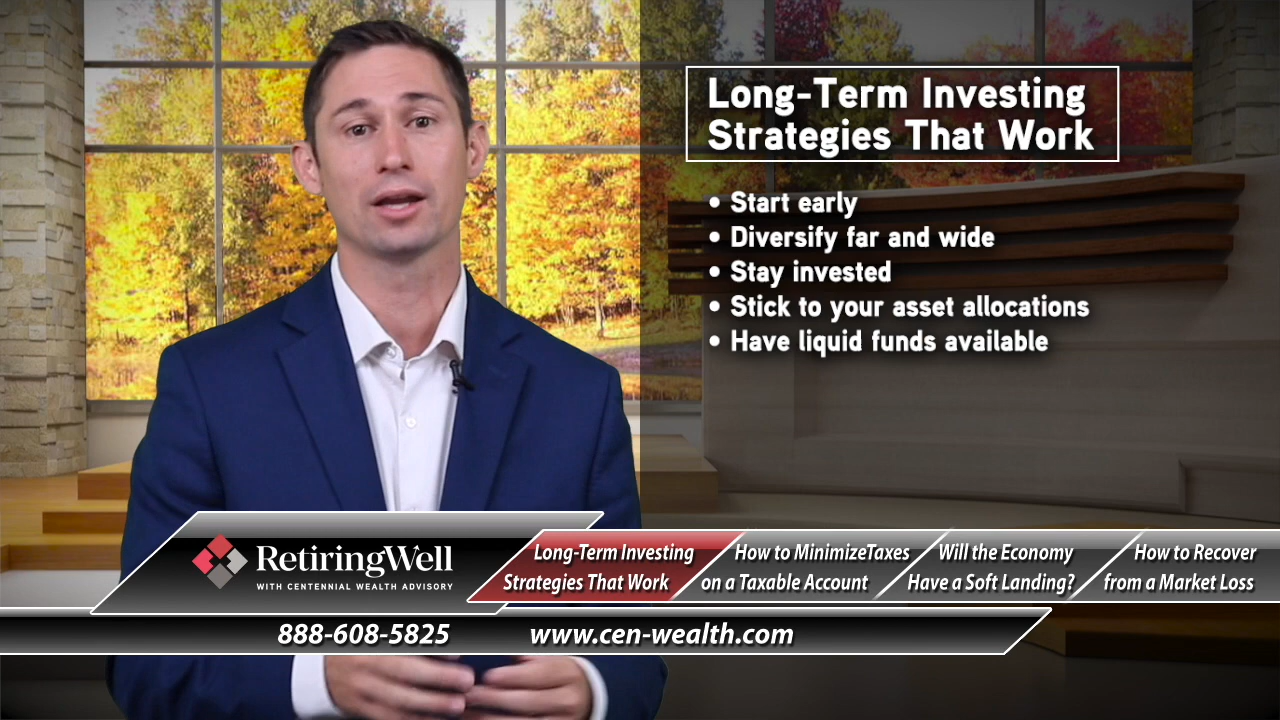 Long-Term Investing
Strategies That Work
• Start early
• Diversify far and wide
• Stay invested
• Stick to your asset allocations
• Have liquid funds available
RetiringWell
WITH CENTENNIAL WEALTH ADVISORY
Long-Term Investing
Strategies That Work
How to MinimizeTaxes
on a Taxable Account
Will the Economy
Have a Soft Landing?
How to Recover
from a Market Loss
888-608-5825
www.cen-wealth.com